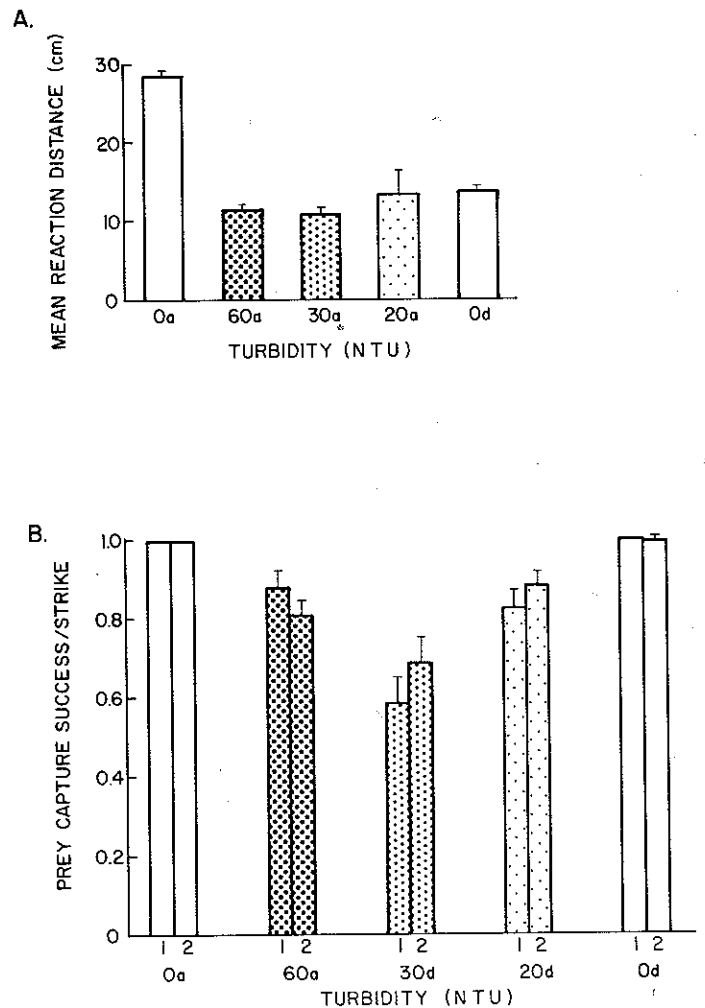 A.
MEAN REACTION DISTANCE (cm)
30
20
10
0
0a 60a 30a 20a 0d
TURBIDITY (NTU)
B.
PREY CAPTURE SUCCESS/STRIKE
1.0
0.8
0.6
0.4
0.2
0
1 2 1 2 1 2 1 2 1 2
0a 60a 30d 20d 0d
TURBIDITY (NTU)